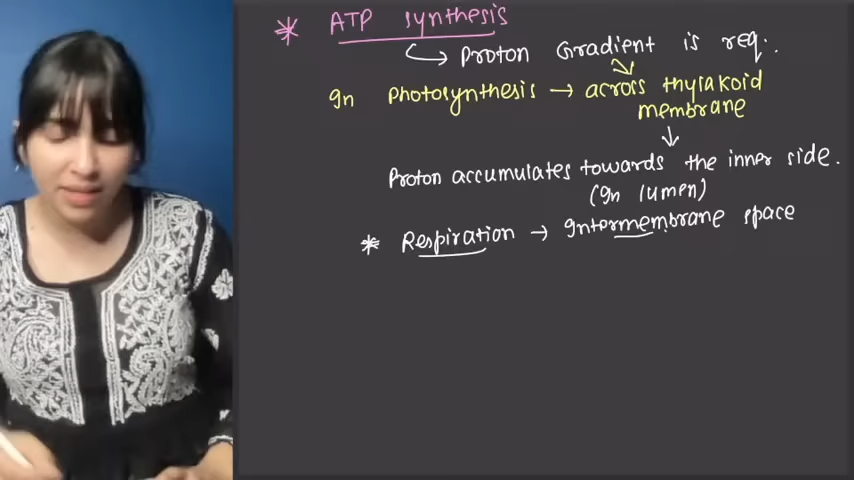 * ATP synthesis
↳ Proton Gradient is req.
In Photosynthesis → across thylakoid
membrane
Proton accumulates towards the inner side.
(In lumen)
* Respiration → Intermembrane space